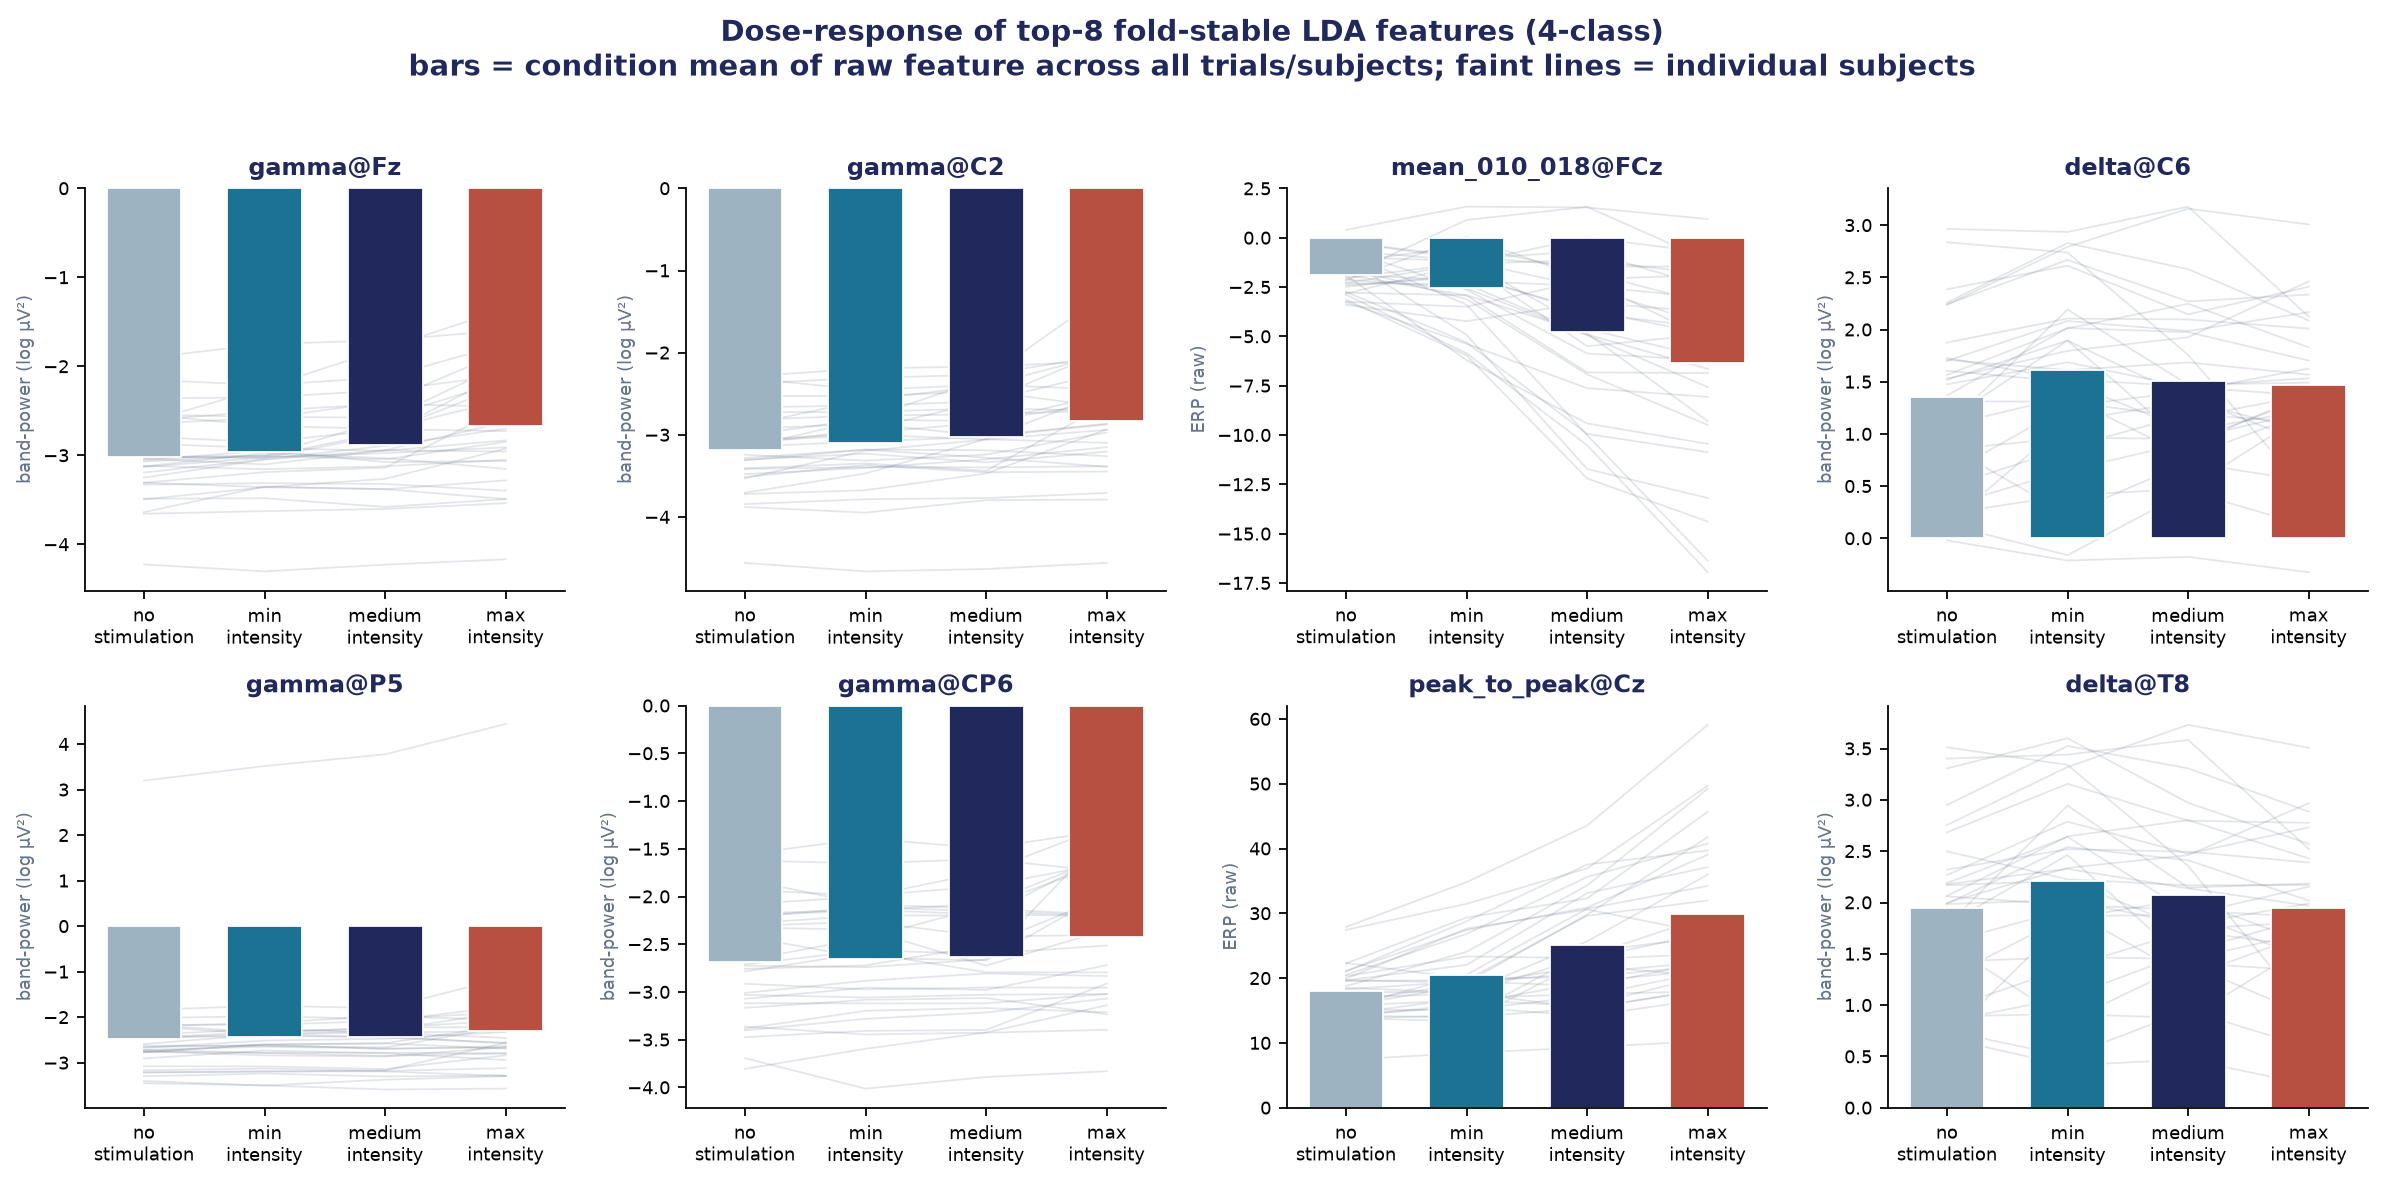 Dose-response of top-8 fold-stable LDA features (4-class)
bars = condition mean of raw feature across all trials/subjects; faint lines = individual subjects
gamma@Fz
band-power (log µV²)
0
−1
−2
−3
−4
no stimulation
min intensity
medium intensity
max intensity
gamma@C2
band-power (log µV²)
0
−1
−2
−3
−4
no stimulation
min intensity
medium intensity
max intensity
mean_010_018@FCz
ERP (raw)
2.5
0.0
−2.5
−5.0
−7.5
−10.0
−12.5
−15.0
−17.5
no stimulation
min intensity
medium intensity
max intensity
delta@C6
band-power (log µV²)
3.0
2.5
2.0
1.5
1.0
0.5
0.0
no stimulation
min intensity
medium intensity
max intensity
gamma@P5
band-power (log µV²)
4
3
2
1
0
−1
−2
−3
no stimulation
min intensity
medium intensity
max intensity
gamma@CP6
band-power (log µV²)
0.0
−0.5
−1.0
−1.5
−2.0
−2.5
−3.0
−3.5
−4.0
no stimulation
min intensity
medium intensity
max intensity
peak_to_peak@Cz
ERP (raw)
60
50
40
30
20
10
0
no stimulation
min intensity
medium intensity
max intensity
delta@T8
band-power (log µV²)
3.5
3.0
2.5
2.0
1.5
1.0
0.5
0.0
no stimulation
min intensity
medium intensity
max intensity